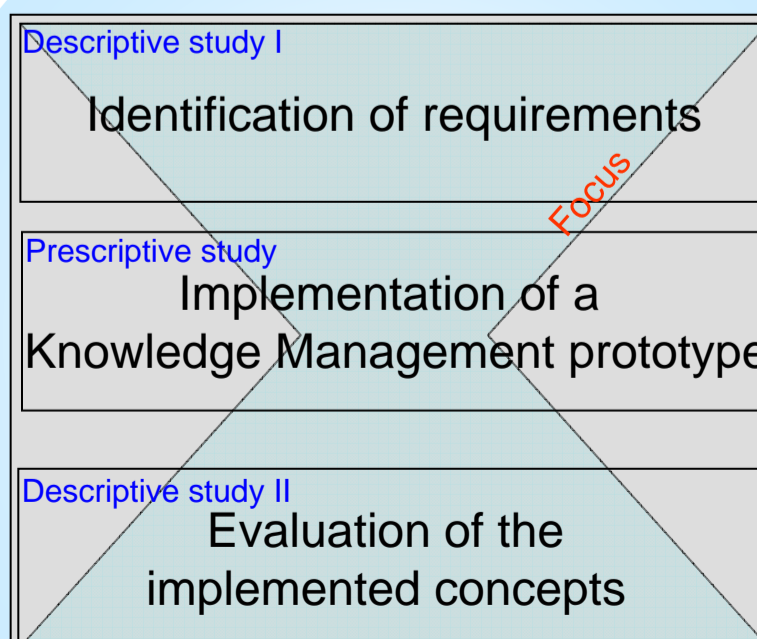 Descriptive study I
Identification of requirements
Focus
Prescriptive study
Implementation of a
Knowledge Management prototype
Descriptive study II
Evaluation of the
implemented concepts